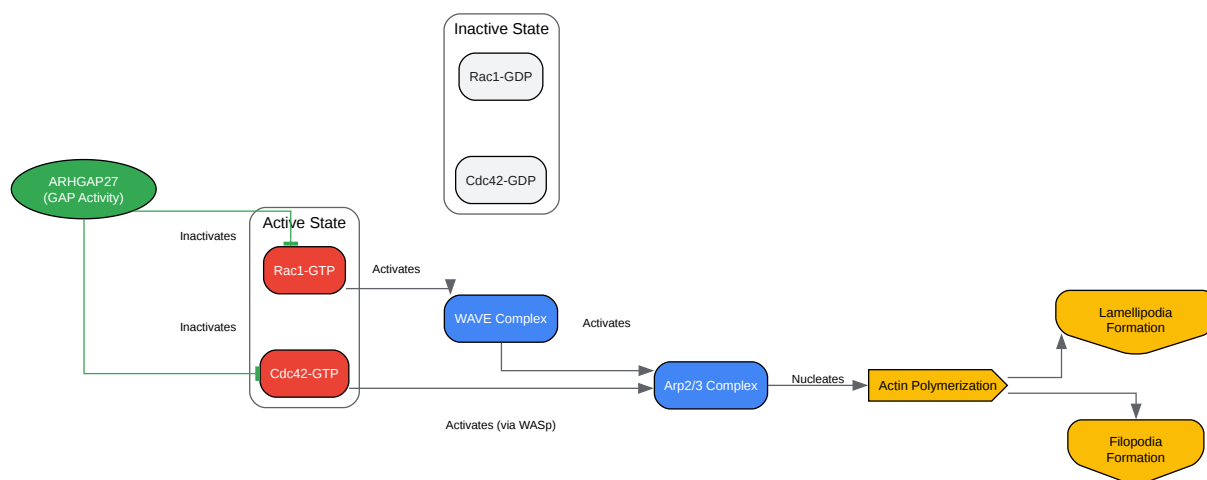 Inactive State
Rac1-GDP
Cdc42-GDP
ARHGAP27
(GAP Activity)
Active State
Inactivates
Rac1-GTP
Activates
WAVE Complex
Inactivates
Activates
Cdc42-GTP
Arp2/3 Complex
Nucleates
Actin Polymerization
Activates (via WASp)
Lamellipodia
Formation
Filopodia
Formation